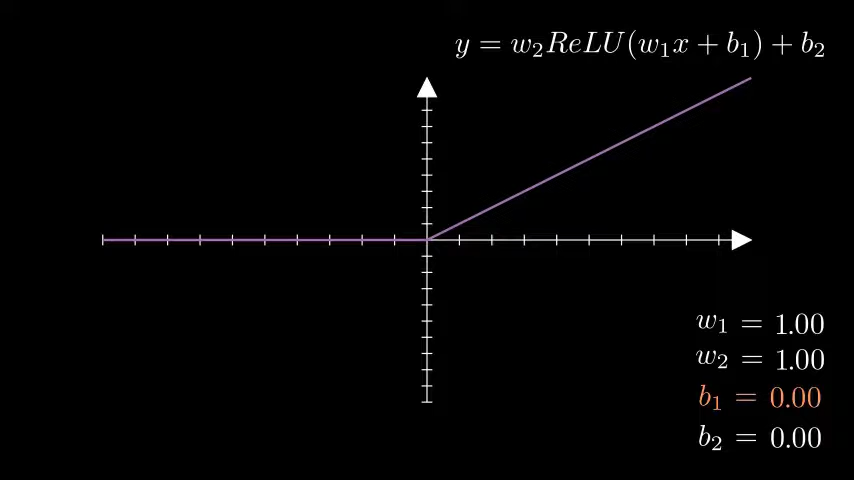 y = w₂ReLU(w₁x + b₁) + b₂
w₁ = 1.00
w₂ = 1.00
b₁ = 0.00
b₂ = 0.00